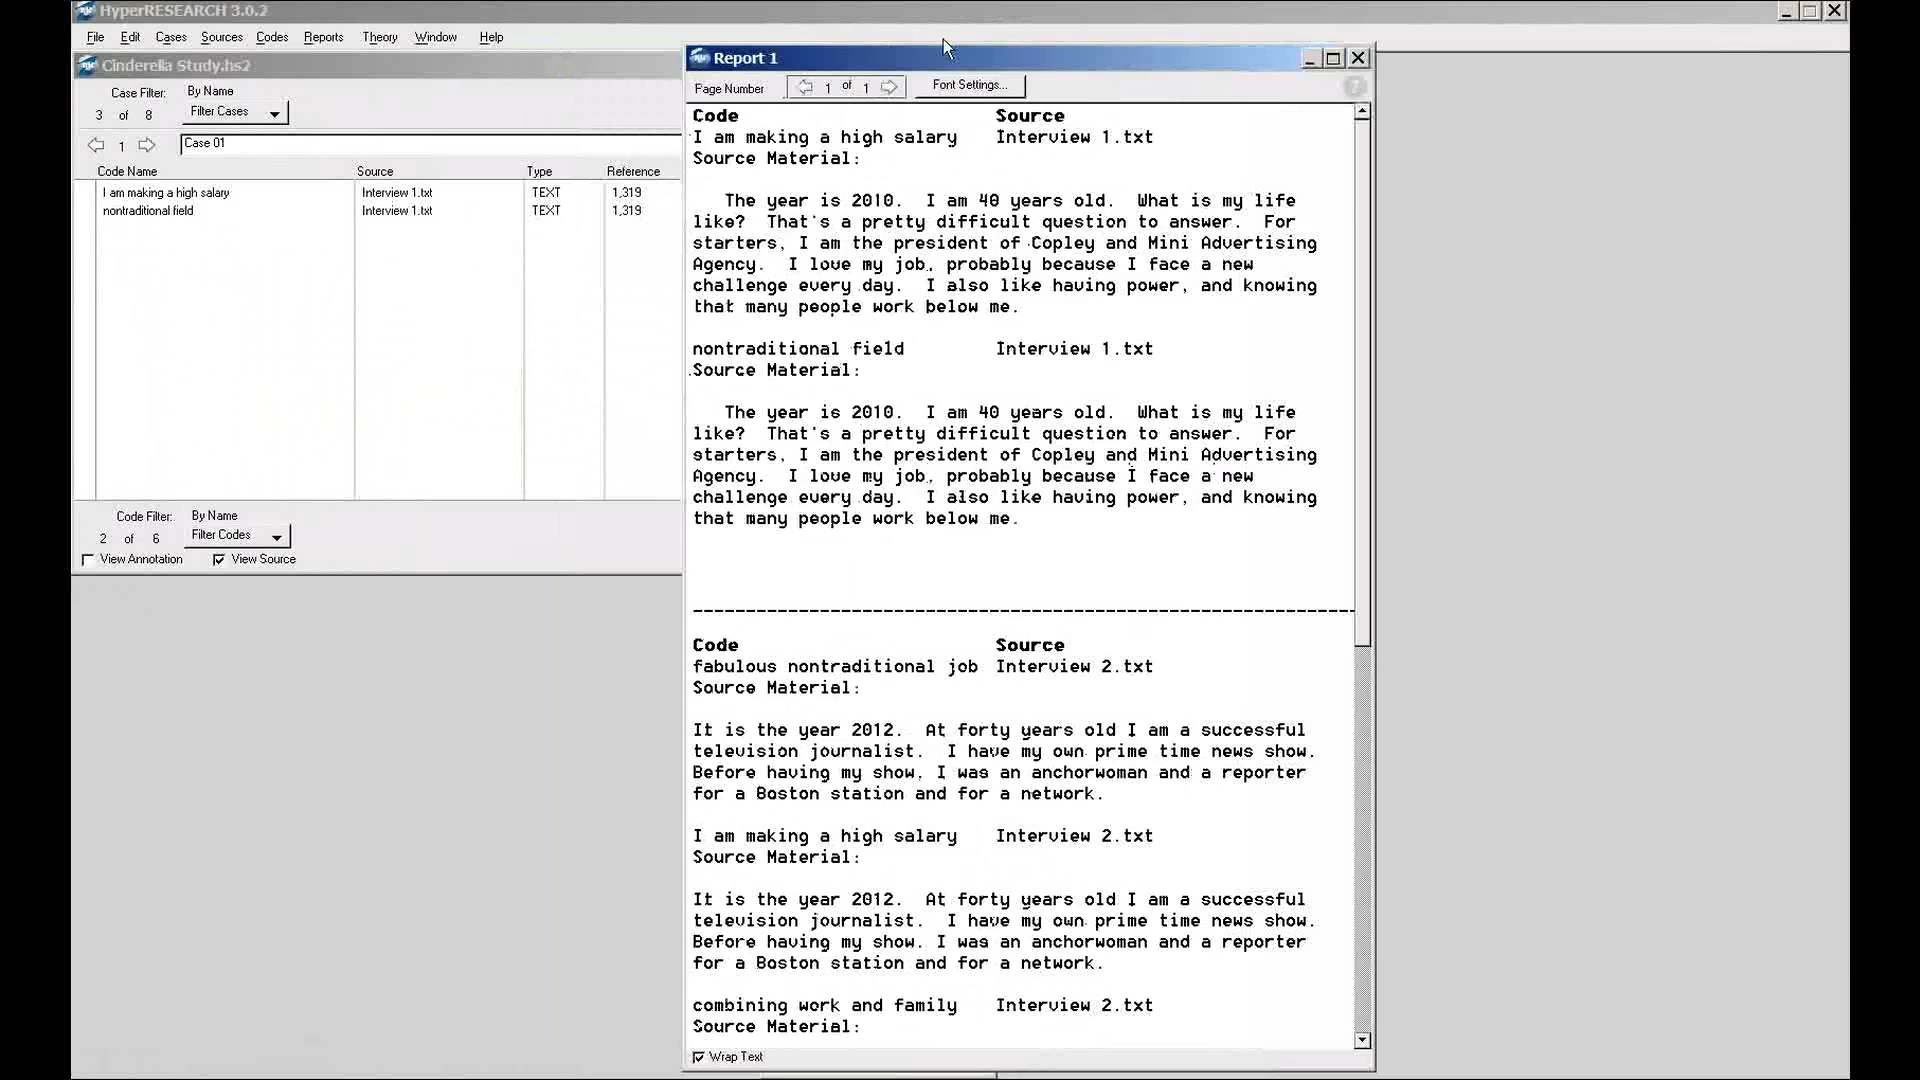 HyperRESEARCH 3.0.2
File Edit Cases Sources Codes Reports Theory Window Help
Cinderella Study.hs2
Case Filter: By Name
3 of 8 Filter Cases
1 Case 01
Code Name Source Type Reference
I am making a high salary Interview 1.txt TEXT 1,319
nontraditional field Interview 1.txt TEXT 1,319
Code Filter: By Name
2 of 6 Filter Codes
View Annotation View Source
Report 1
Page Number 1 of 1 Font Settings...
Code Source
I am making a high salary Interview 1.txt
Source Material:
The year is 2010. I am 40 years old. What is my life
like? That's a pretty difficult question to answer. For
starters, I am the president of Copley and Mini Advertising
Agency. I love my job, probably because I face a new
challenge every day. I also like having power, and knowing
that many people work below me.
nontraditional field Interview 1.txt
Source Material:
The year is 2010. I am 40 years old. What is my life
like? That's a pretty difficult question to answer. For
starters, I am the president of Copley and Mini Advertising
Agency. I love my job, probably because I face a new
challenge every day. I also like having power, and knowing
that many people work below me.
Code Source
fabulous nontraditional job Interview 2.txt
Source Material:
It is the year 2012. At forty years old I am a successful
television journalist. I have my own prime time news show.
Before having my show, I was an anchorwoman and a reporter
for a Boston station and for a network.
I am making a high salary Interview 2.txt
Source Material:
It is the year 2012. At forty years old I am a successful
television journalist. I have my own prime time news show.
Before having my show, I was an anchorwoman and a reporter
for a Boston station and for a network.
combining work and family Interview 2.txt
Source Material:
Wrap Text